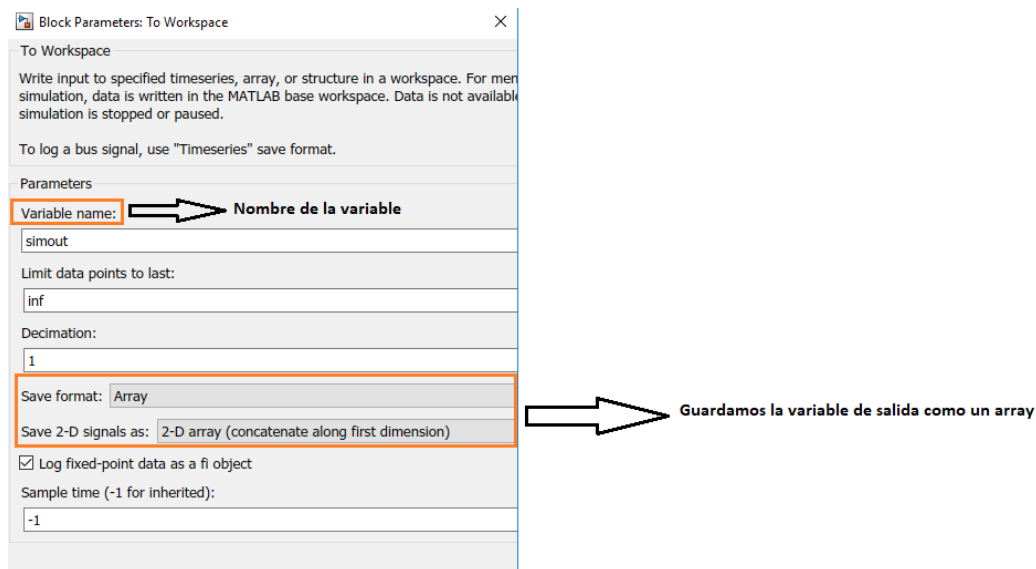 Block Parameters: To Workspace
To Workspace
Write input to specified timeseries, array, or structure in a workspace. For
simulation, data is written in the MATLAB base workspace. Data is not available
simulation is stopped or paused.
To log a bus signal, use "Timeseries" save format.
Parameters
Variable name:
Nombre de la variable
simout
Limit data points to last:
inf
Decimation:
1
Save format: Array
Save 2-D signals as: 2-D array (concatenate along first dimension)
Guardamos la variable de salida como un array
Log fixed-point data as a fi object
Sample time (-1 for inherited):
-1